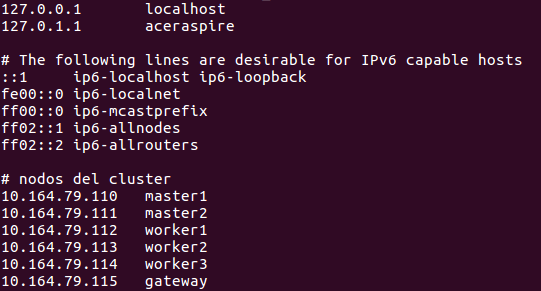 127.0.0.1       localhost
127.0.1.1       aceraspire

# The following lines are desirable for IPv6 capable hosts
::1     ip6-localhost ip6-loopback
fe00::0 ip6-localnet
ff00::0 ip6-mcastprefix
ff02::1 ip6-allnodes
ff02::2 ip6-allrouters

# nodos del cluster
10.164.79.110   master1
10.164.79.111   master2
10.164.79.112   worker1
10.164.79.113   worker2
10.164.79.114   worker3
10.164.79.115   gateway